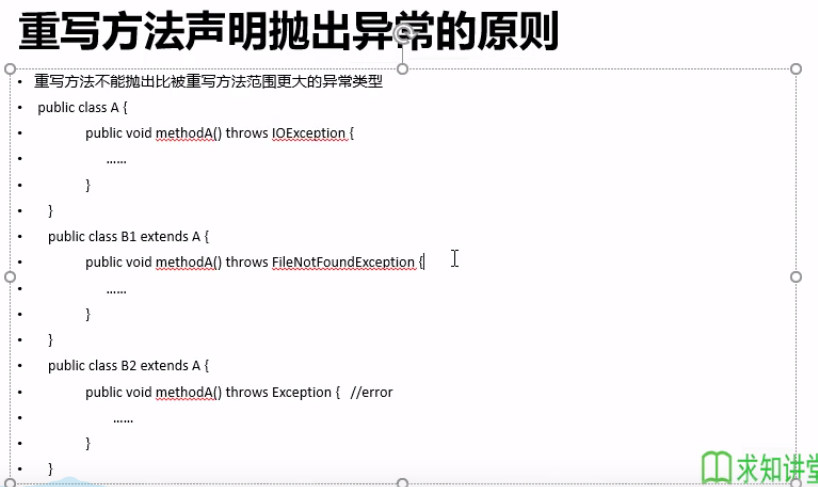 重写方法声明抛出异常的原则
• 重写方法不能抛出比被重写方法范围更大的异常类型
• public class A {
• public void methodA() throws IOException {
• ……
• }
• }
• public class B1 extends A {
• public void methodA() throws FileNotFoundException {
• ……
• }
• }
• public class B2 extends A {
• public void methodA() throws Exception { //error
• ……
• }
• }
求知讲堂